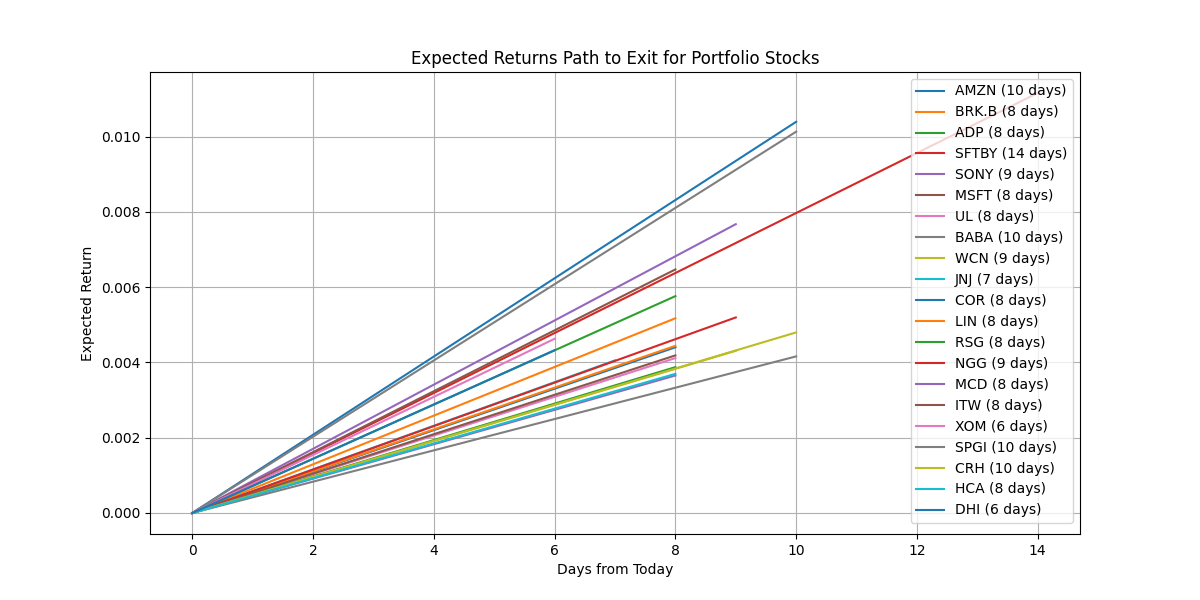 Expected Returns Path to Exit for Portfolio Stocks
Expected Return
0.010
0.008
0.006
0.004
0.002
0.000
0 2 4 6 8 10 12 14
Days from Today
AMZN (10 days)
BRK.B (8 days)
ADP (8 days)
SFTBY (14 days)
SONY (9 days)
MSFT (8 days)
UL (8 days)
BABA (10 days)
WCN (9 days)
JNJ (7 days)
COR (8 days)
LIN (8 days)
RSG (8 days)
NGG (9 days)
MCD (8 days)
ITW (8 days)
XOM (6 days)
SPGI (10 days)
CRH (10 days)
HCA (8 days)
DHI (6 days)